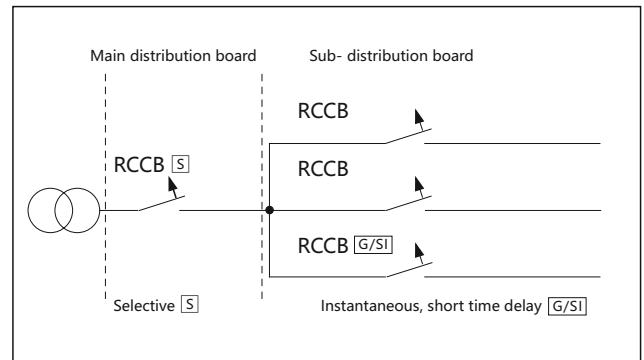 Main distribution board
Sub- distribution board
RCCB
RCCB S
RCCB
RCCB G/SI
Selective S
Instantaneous, short time delay G/SI